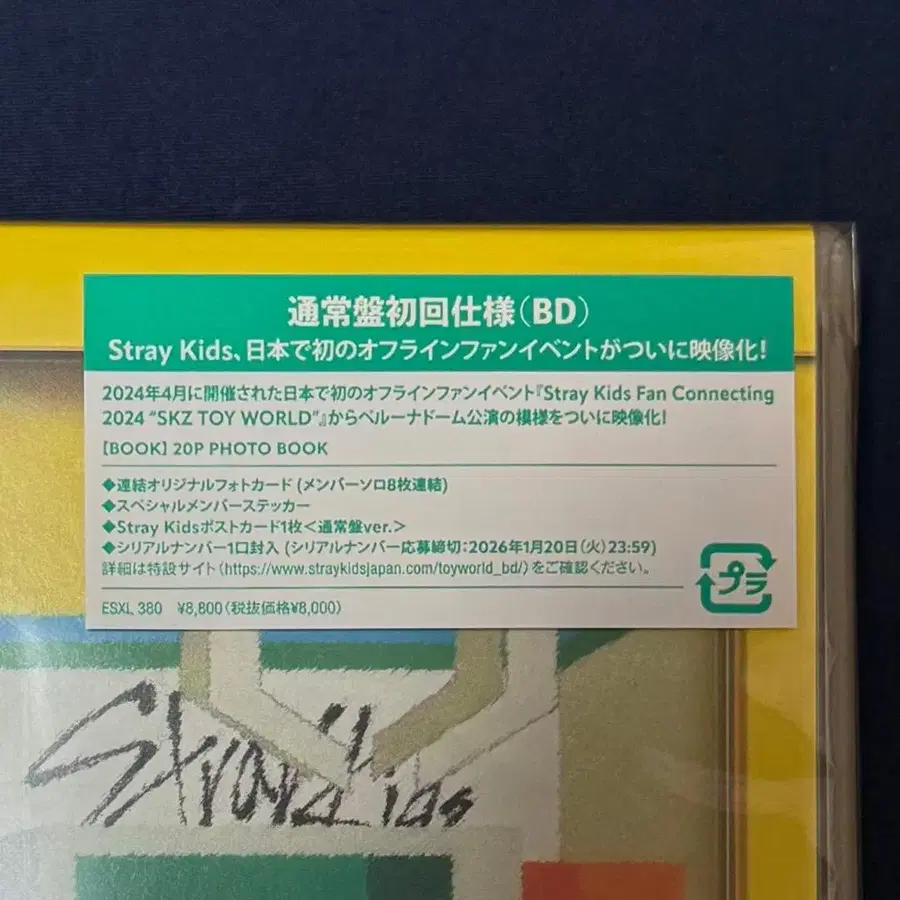 通常盤初回仕様(BD)
Stray Kids、日本で初のオフラインファンイベントがついに映像化!
2024年4月に開催された日本で初のオフラインファンイベント『Stray Kids Fan Connecting
2024 “SKZ TOY WORLD”』からベルーナドーム公演の模様をついに映像化!
【BOOK】20P PHOTO BOOK
◆連結オリジナルフォトカード (メンバーソロ8枚連結)
◆スペシャルメンバーステッカー
◆Stray Kidsポストカード1枚<通常盤ver.>
◆シリアルナンバー1口封入 (シリアルナンバー応募締切:2026年1月20日(火)23:59)
詳細は特設サイト(https://www.straykidsjapan.com/toyworld_bd/)をご確認ください。
プラ
ESXL 380 ¥8,800(税抜価格¥8,000)
Stray Kids